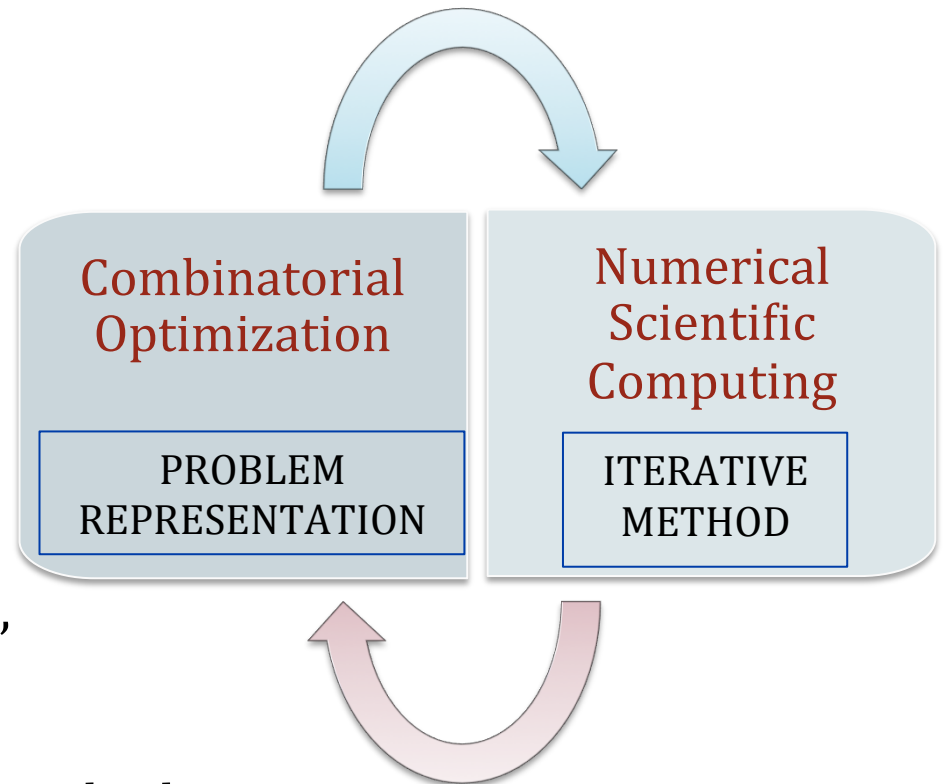 Combinatorial
Optimization
PROBLEM
REPRESENTATION
Numerical
Scientific
Computing
ITERATIVE
METHOD
,